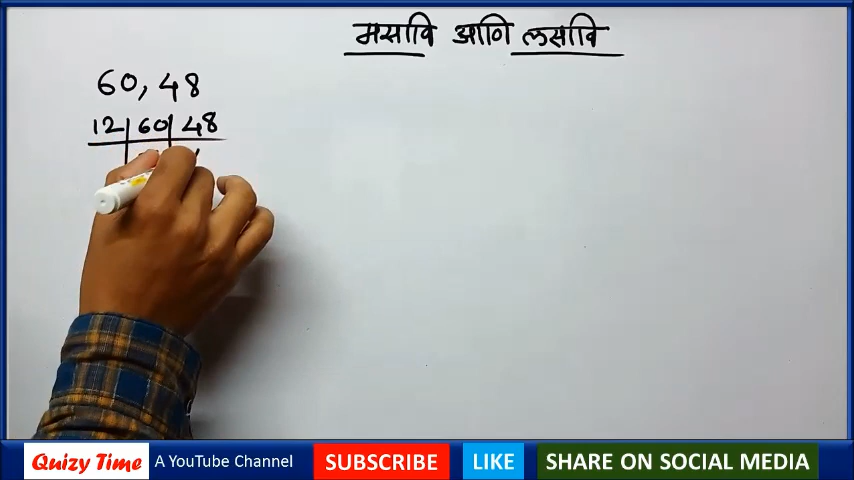 मसावि आणि लसावि
60, 48
12 60 48
Quizy Time A YouTube Channel SUBSCRIBE LIKE SHARE ON SOCIAL MEDIA